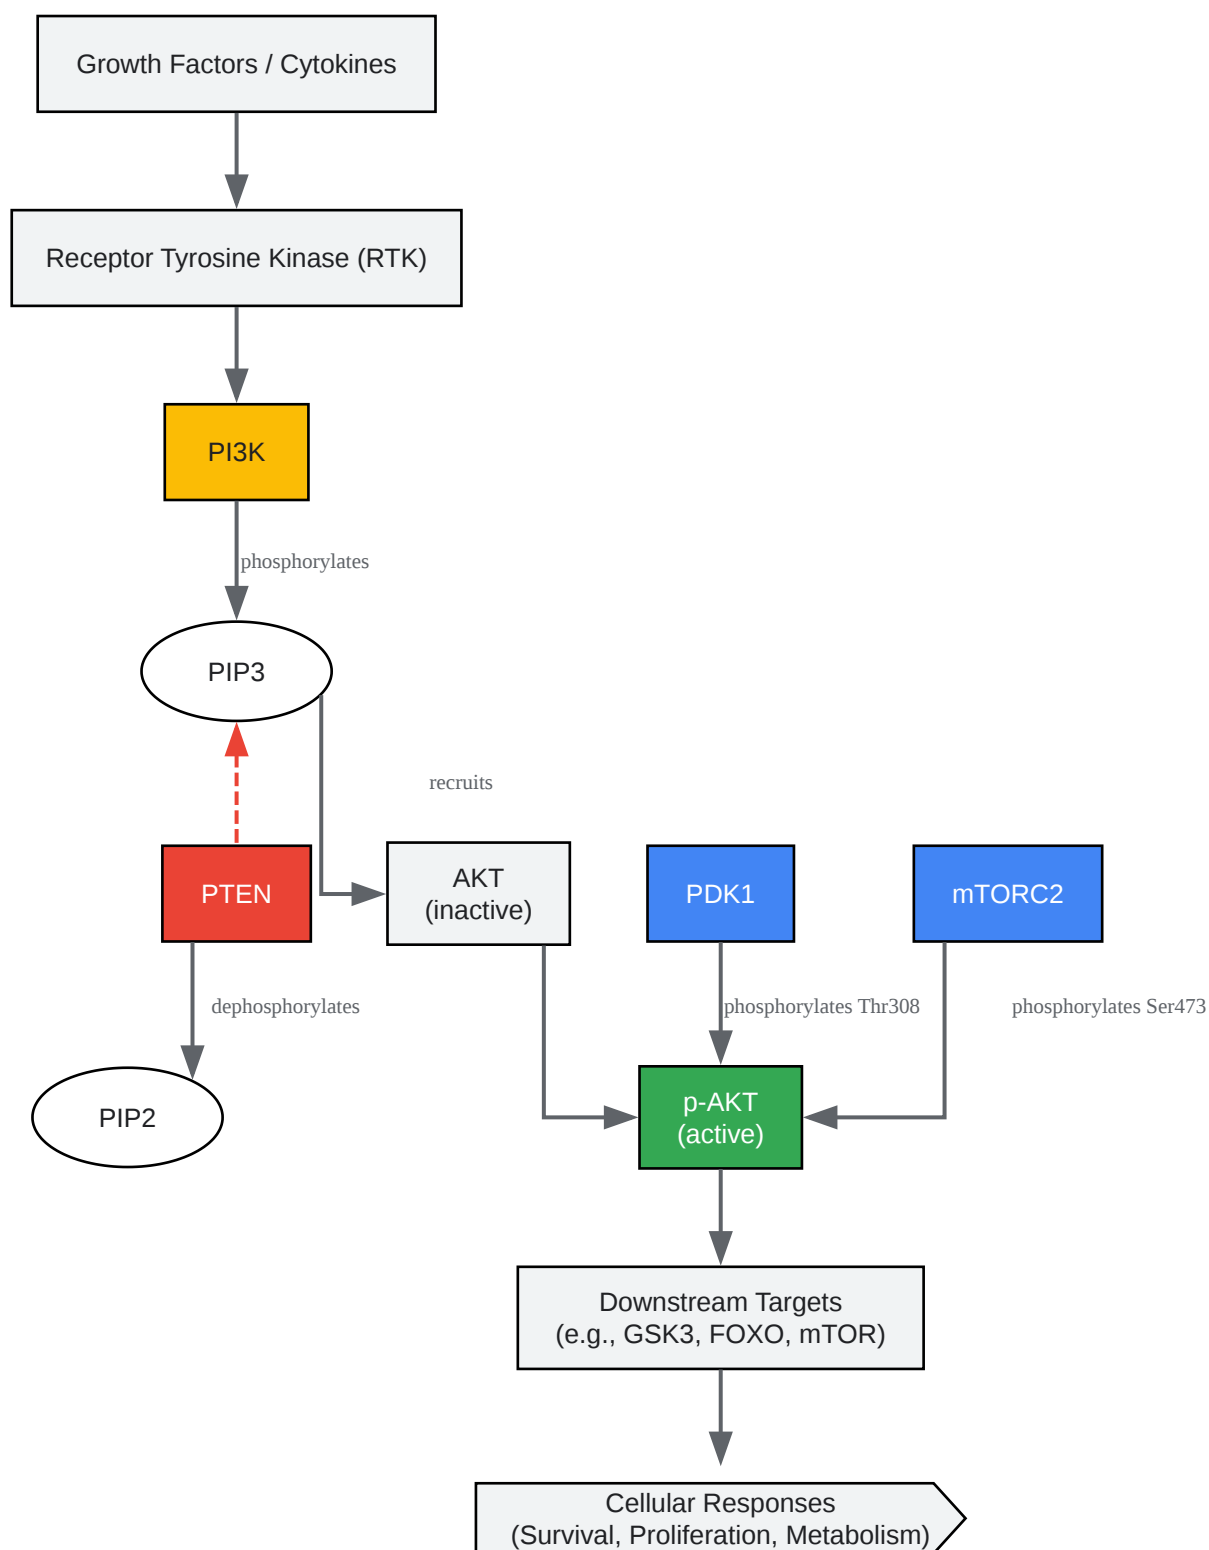 Growth Factors / Cytokines
Receptor Tyrosine Kinase (RTK)
PI3K
phosphorylates
PIP3
recruits
PTEN
AKT
(inactive)
PDK1
mTORC2
dephosphorylates
phosphorylates Thr308
phosphorylates Ser473
PIP2
p-AKT
(active)
Downstream Targets
(e.g., GSK3, FOXO, mTOR)
Cellular Responses
(Survival, Proliferation, Metabolism)